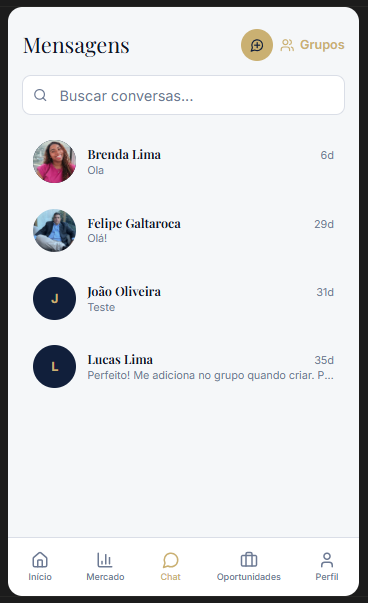 Mensagens
Grupos
Buscar conversas...
Brenda Lima 6d
Ola
Felipe Galtaroca 29d
Olá!
J
João Oliveira 31d
Teste
L
Lucas Lima 35d
Perfeito! Me adiciona no grupo quando criar. P...
Início Mercado Chat Oportunidades Perfil